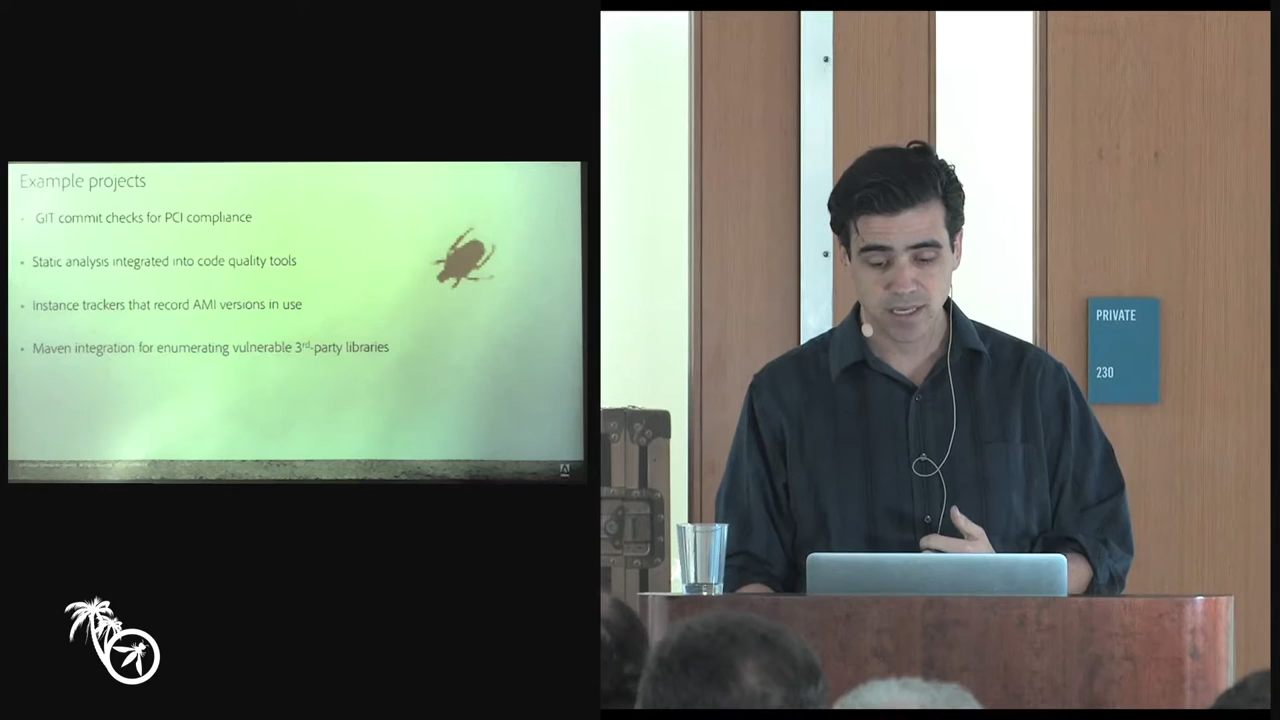 Example projects
GIT commit checks for PCI compliance
Static analysis integrated into code quality tools
Instance trackers that record AMI versions in use
Maven integration for enumerating vulnerable 3rd-party libraries
PRIVATE
230